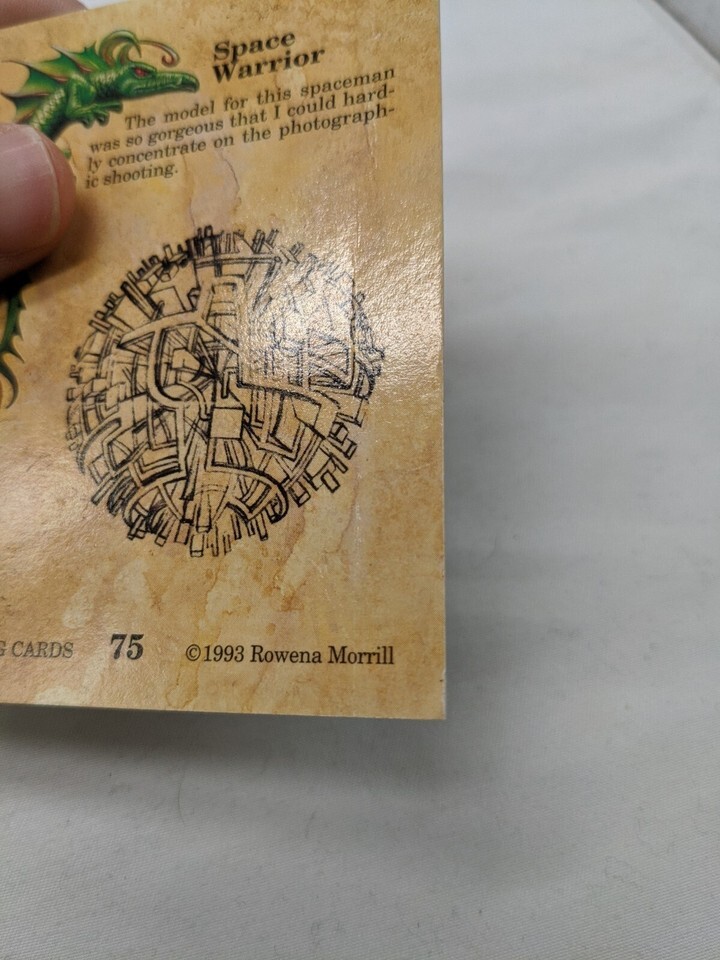 Space
Warrior
The model for this spaceman
was so gorgeous that I could hard-
ly concentrate on the photograph-
ic shooting.
G CARDS 75 ©1993 Rowena Morrill